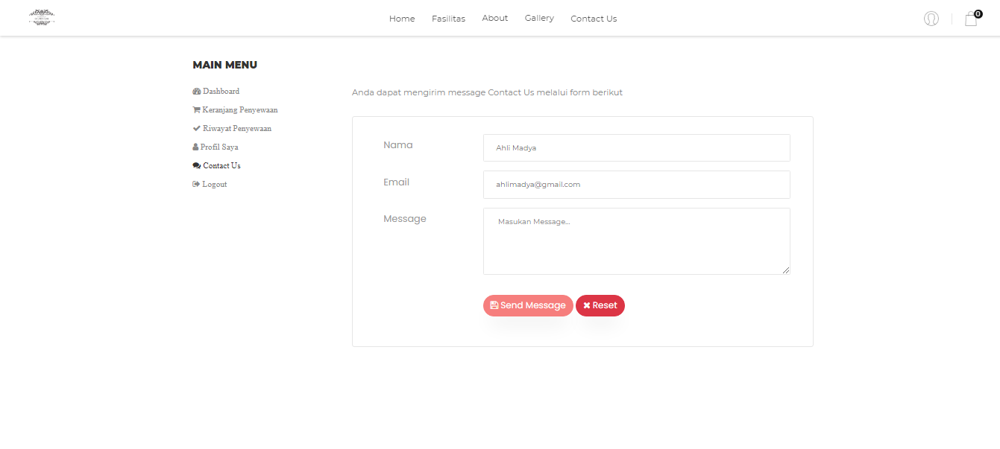 Home Fasilitas About Gallery Contact Us
0
MAIN MENU
Dashboard
Keranjang Penyewaan
Riwayat Penyewaan
Profil Saya
Contact Us
Logout
Anda dapat mengirim message Contact Us melalui form berikut
Nama Ahli Madya
Email ahlimadya@gmail.com
Message Masukan Message...
Send Message Reset